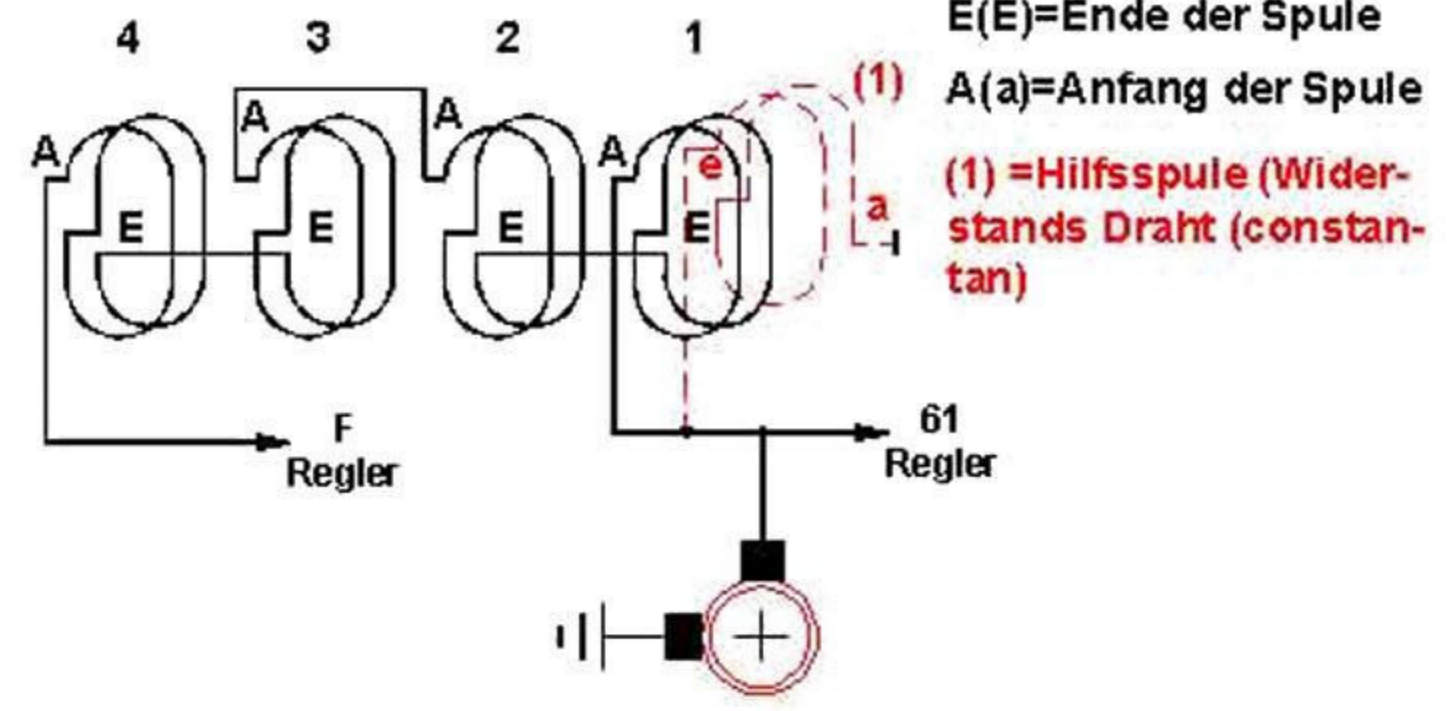 4 3 2 1
E(E)=Ende der Spule
(1)
A(a)=Anfang der Spule
A A A A
e
(1) =Hilfsspule (Wider-
stands Draht (constan-
tan)
a
E E E E
F
Regler
61
Regler